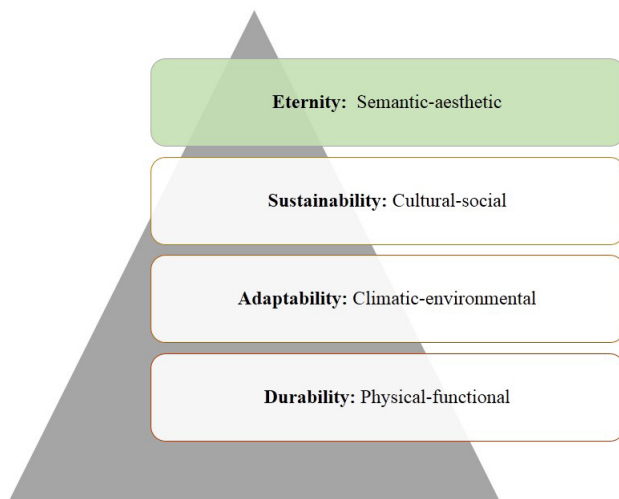 Eternity: Semantic-aesthetic
Sustainability: Cultural-social
Adaptability: Climatic-environmental
Durability: Physical-functional